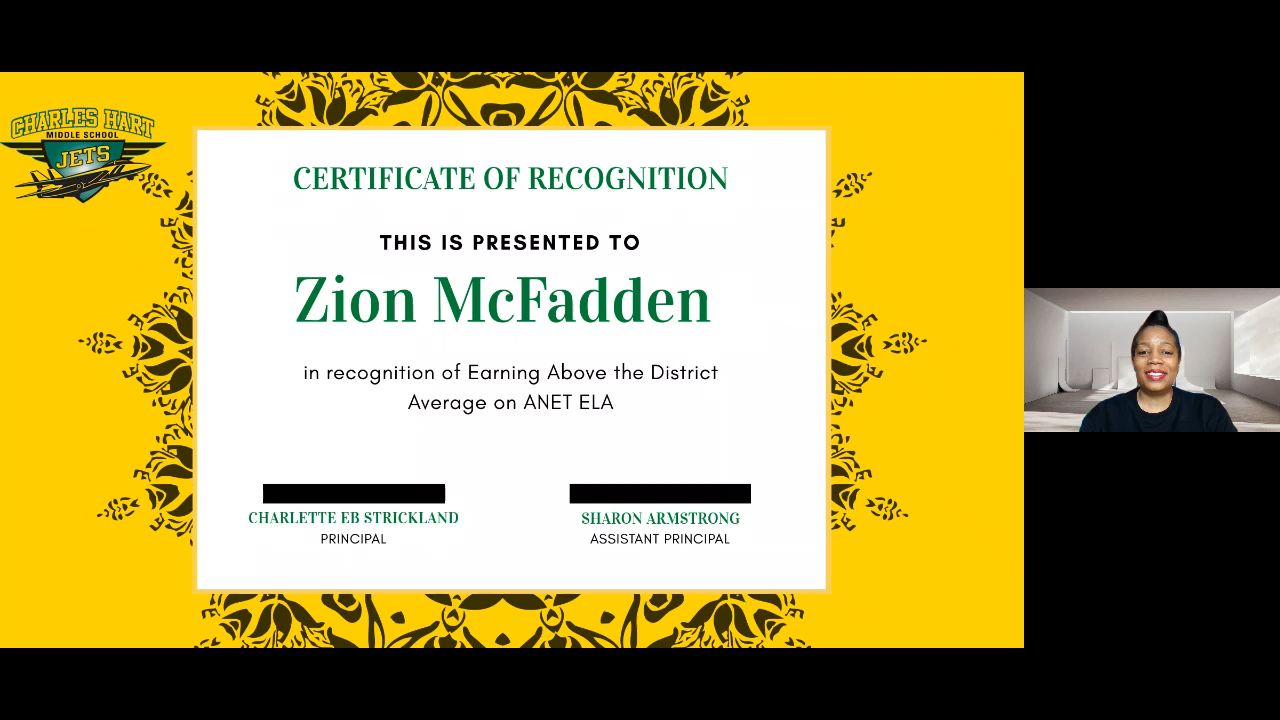 CHARLES HART
MIDDLE SCHOOL
JETS
CERTIFICATE OF RECOGNITION
THIS IS PRESENTED TO
Zion McFadden
in recognition of Earning Above the District
Average on ANET ELA
CHARLETTE EB STRICKLAND
PRINCIPAL
SHARON ARMSTRONG
ASSISTANT PRINCIPAL